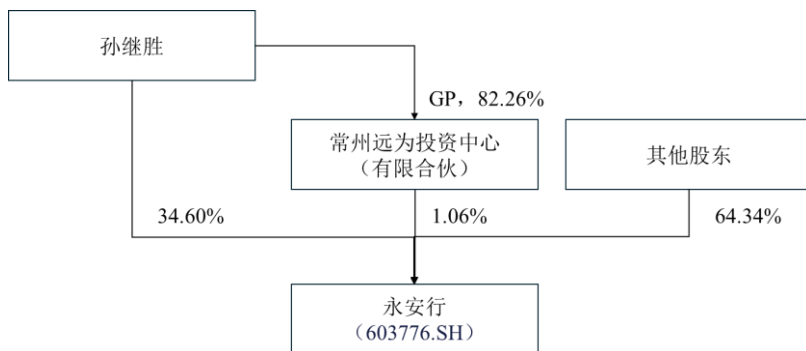 孙继胜
GP，82.26%
常州远为投资中心
（有限合伙）
其他股东
34.60%
1.06%
64.34%
永安行
（603776.SH）